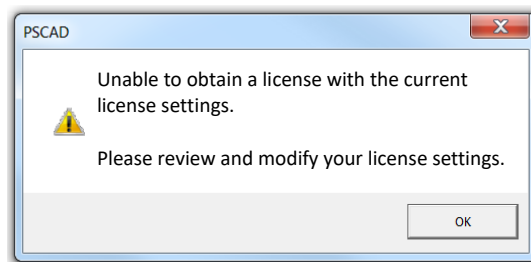 PSCAD
Unable to obtain a license with the current
license settings.
Please review and modify your license settings.
OK